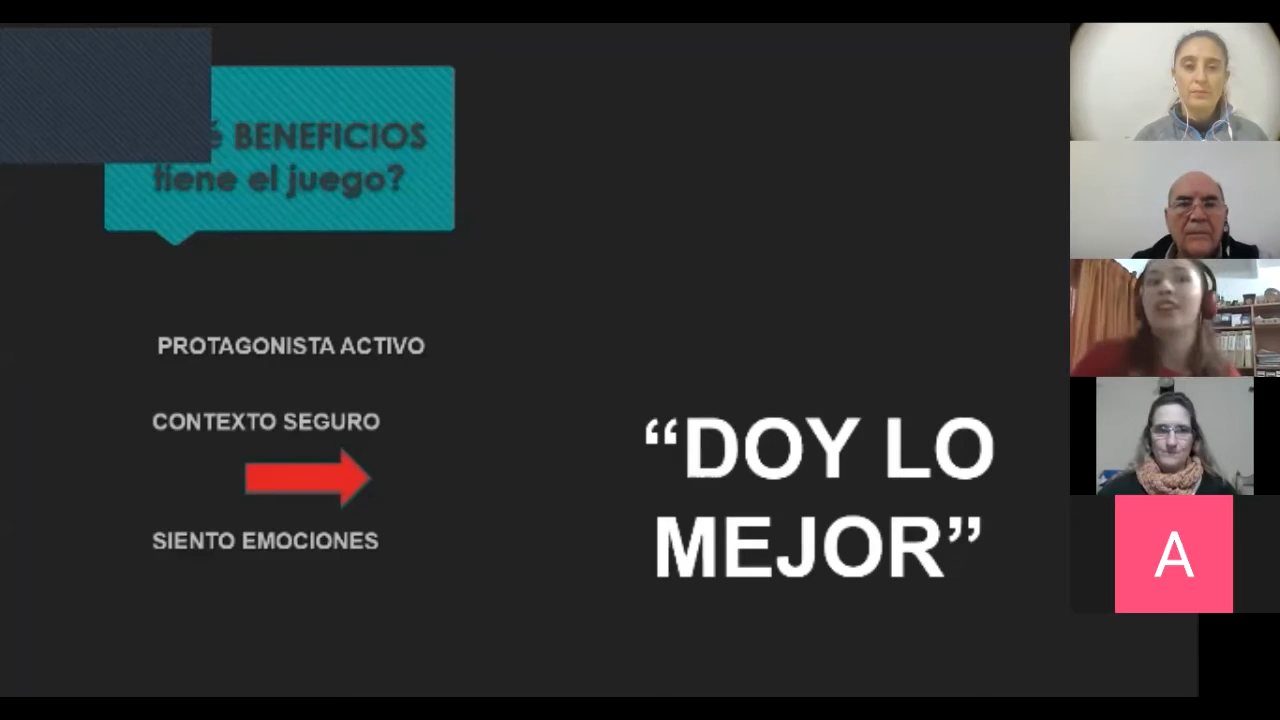 BENEFICIOS
tiene el juego?
PROTAGONISTA ACTIVO
CONTEXTO SEGURO
SIENTO EMOCIONES
“DOY LO
MEJOR”
A